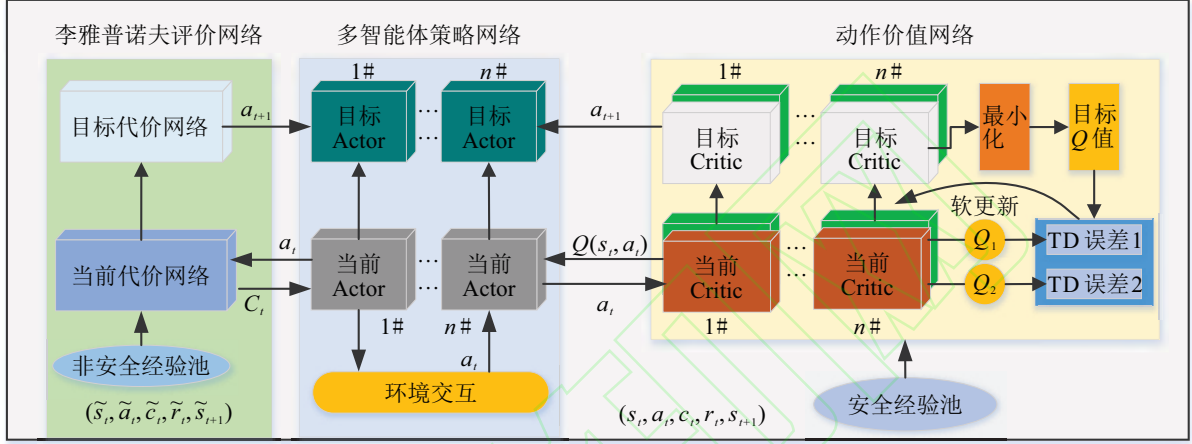 李雅普诺夫评价网络
多智能体策略网络
动作价值网络
1#
n#
1#
n#
目标代价网络
a_{t+1}
目标
Actor
...
...
目标
Actor
a_{t+1}
目标
Critic
...
...
目标
Critic
最小
化
目标
Q 值
软更新
当前代价网络
a_t
C_t
当前
Actor
...
...
当前
Actor
Q(s_t, a_t)
a_t
当前
Critic
...
...
当前
Critic
Q_1
Q_2
TD 误差1
TD 误差2
1#
n#
1#
n#
a_t
非安全经验池
环境交互
安全经验池
(s̃_t, ã_t, c̃_t, r̃_t, s̃_{t+1})
(s_t, a_t, c_t, r_t, s_{t+1})